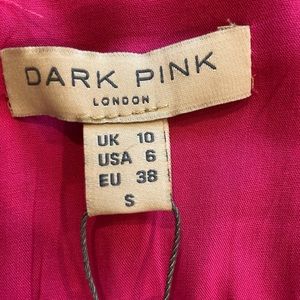 DARK PINK
LONDON
UK 10
USA 6
EU 38
S